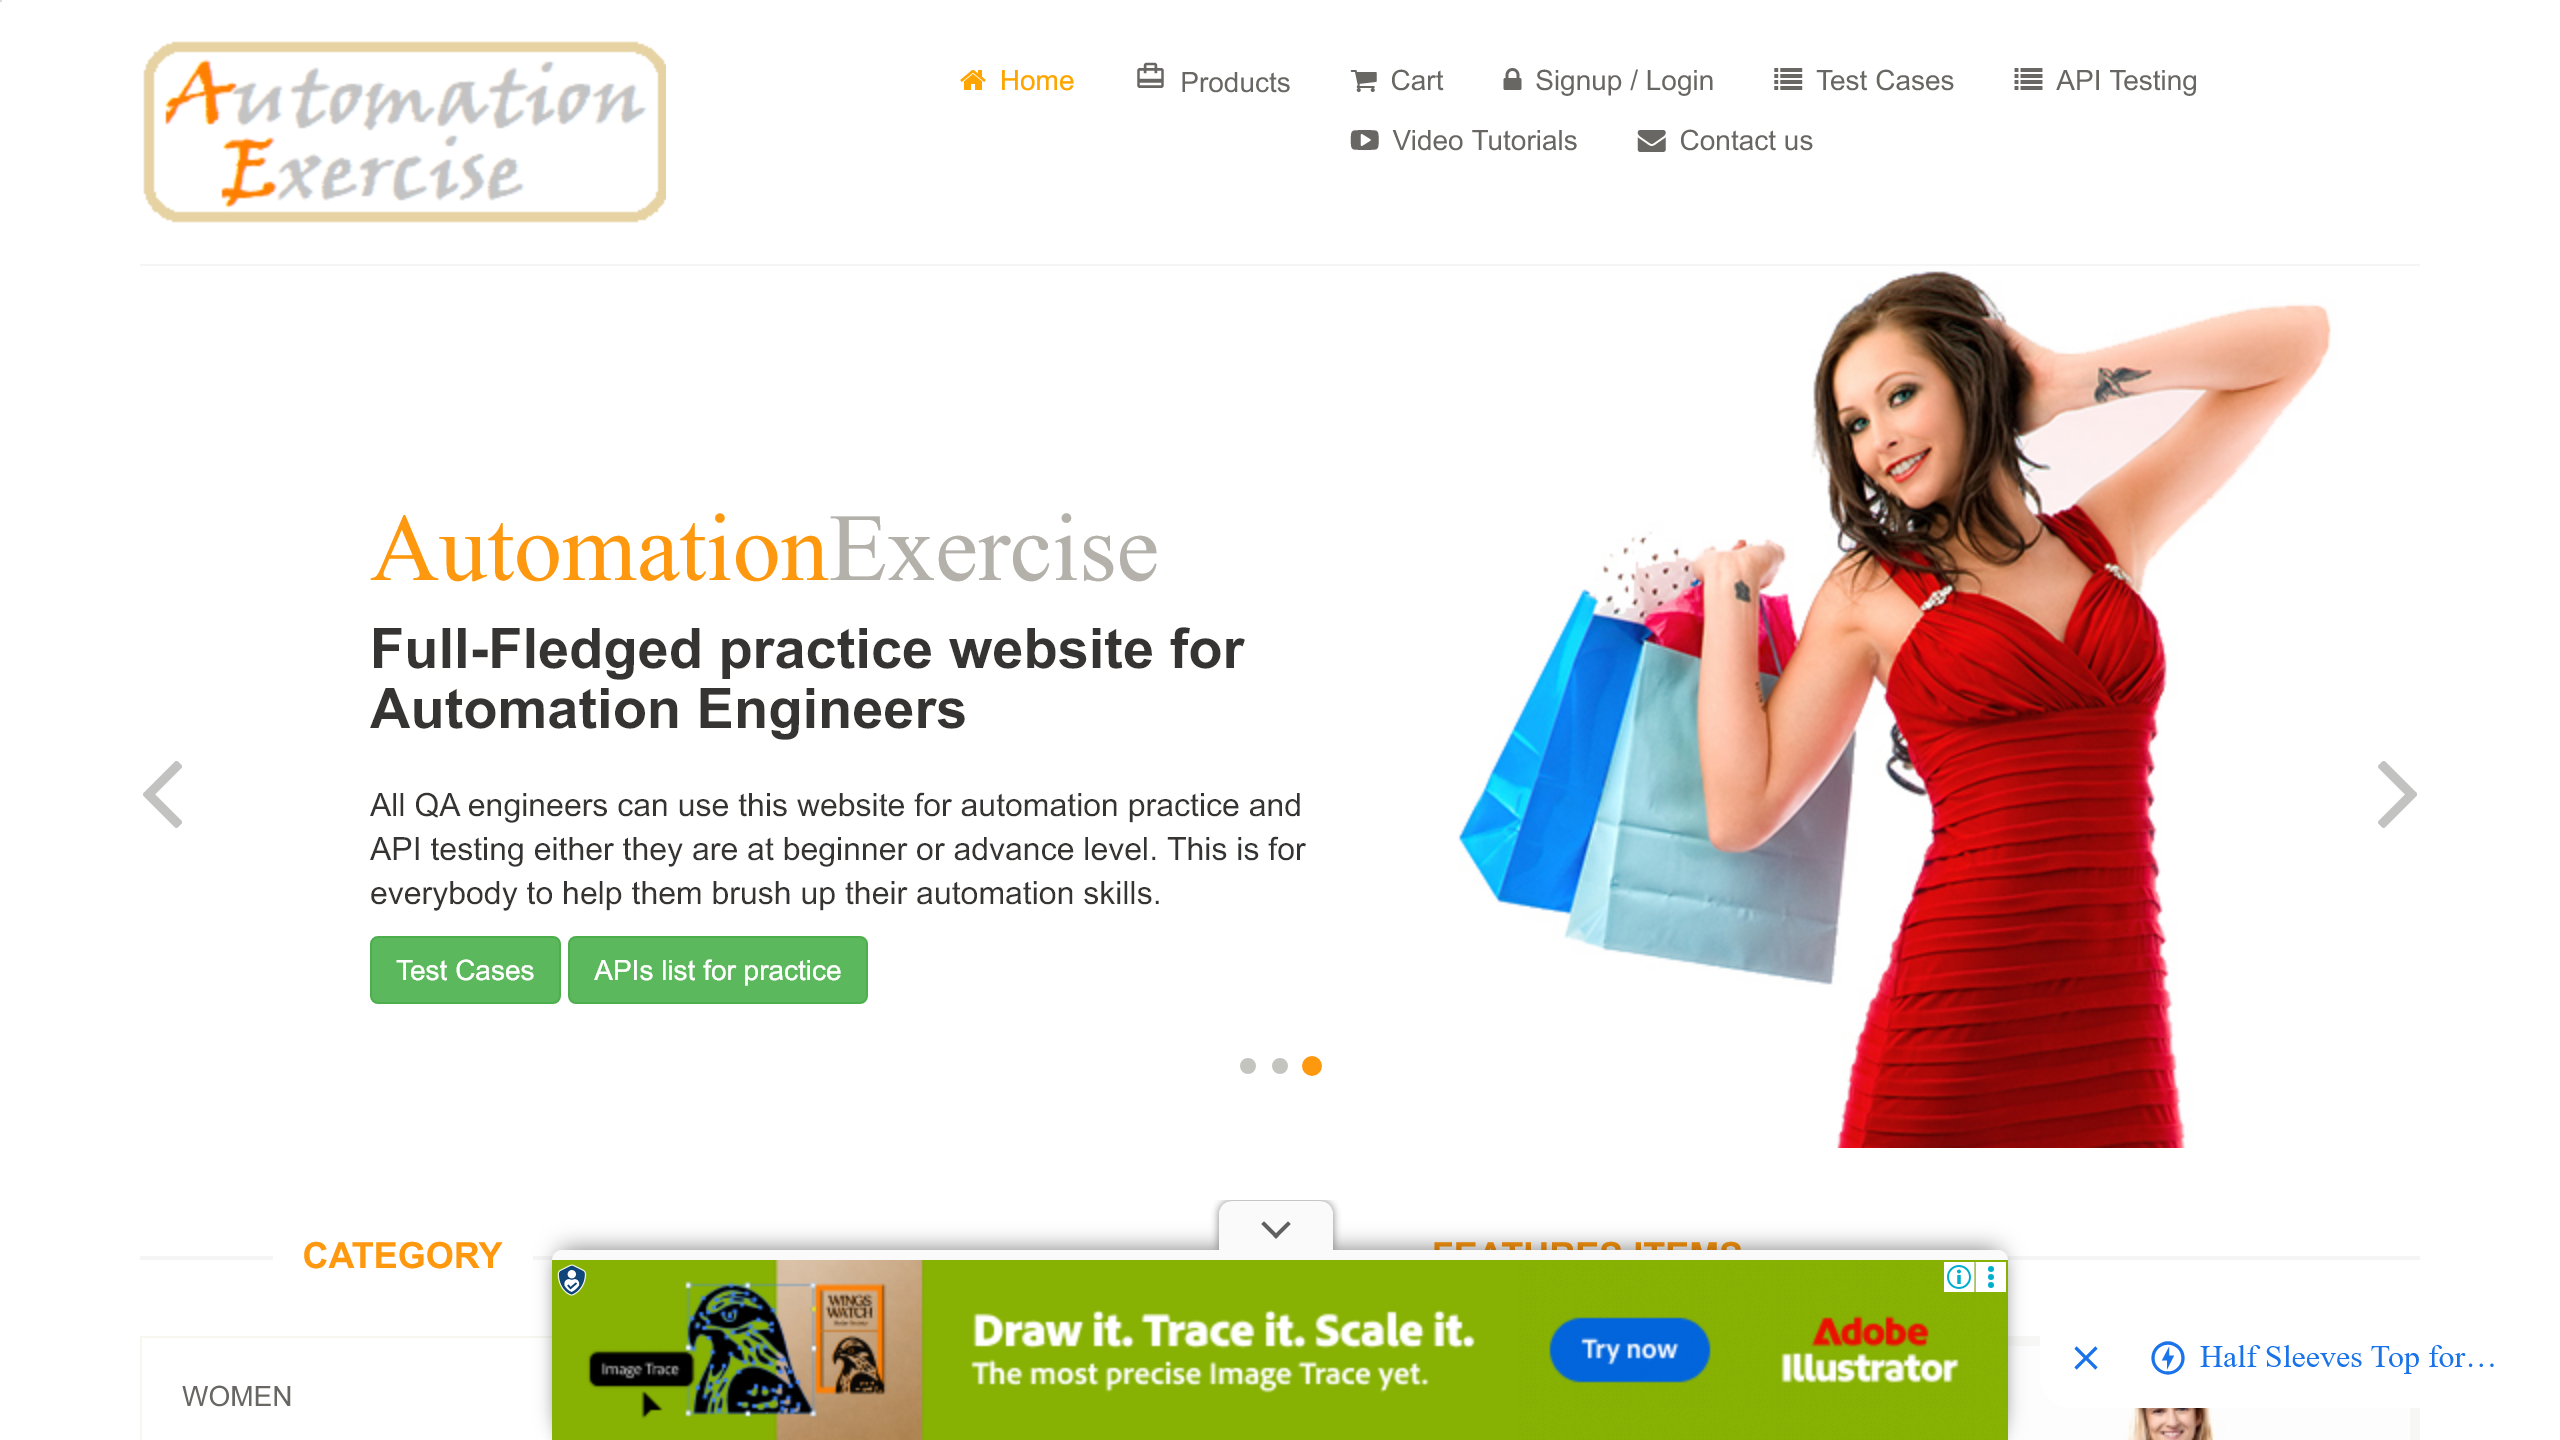 Automation
Exercise
Home
Products
Cart
Signup / Login
Test Cases
API Testing
Video Tutorials
Contact us
AutomationExercise
Full-Fledged practice website for
Automation Engineers
All QA engineers can use this website for automation practice and
API testing either they are at beginner or advance level. This is for
everybody to help them brush up their automation skills.
Test Cases
APIs list for practice
CATEGORY
FEATURES ITEMS
WOMEN
Image Trace
WINGS
WATCH
Draw it. Trace it. Scale it.
The most precise Image Trace yet.
Try now
Adobe
Illustrator
Half Sleeves Top for…